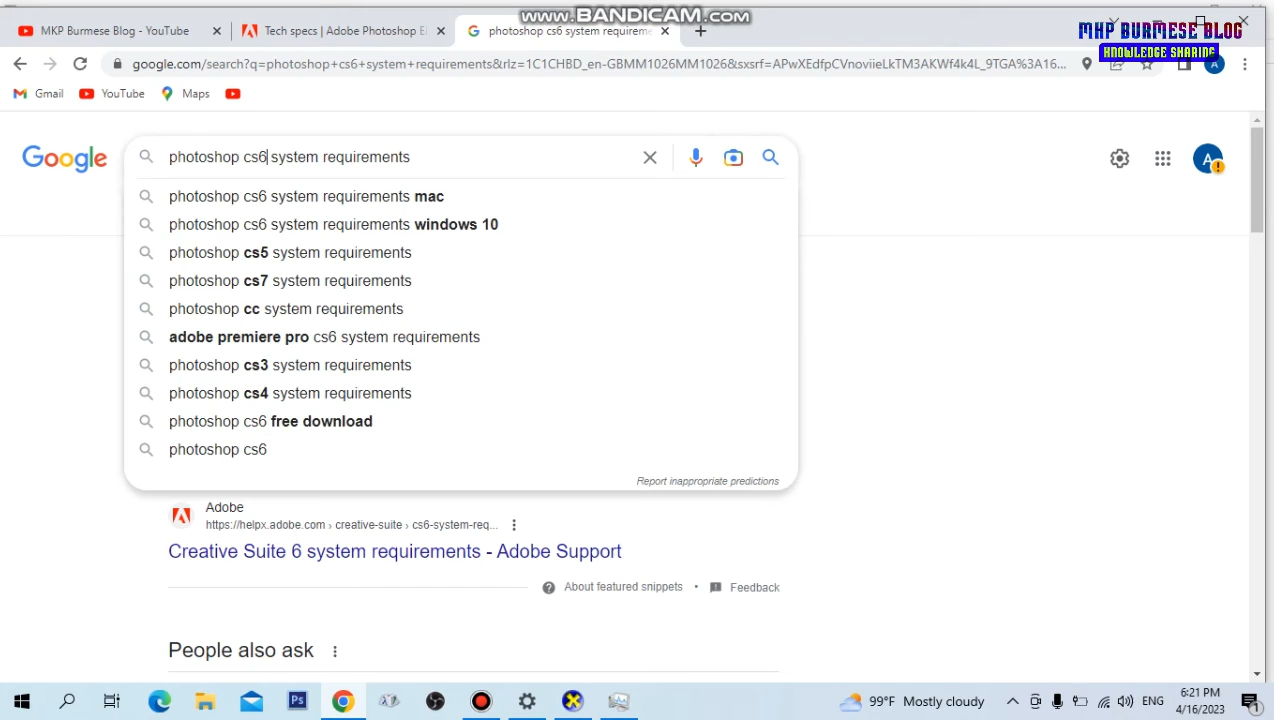 www.BANDICAM.com
MKP Burmese Blog - YouTube
Tech specs | Adobe Photoshop El
photoshop cs6 system requireme
MKP BURMESE BLOG
KNOWLEDGE SHARING
google.com/search?q=photoshop+cs6+system+requirements&rlz=1C1CHBD_en-GBMM1026MM1026&sxsrf=APwXEdfpCVnoviieLkTM3AKWf4k4L_9TGA%3A16...
A
Gmail
YouTube
Maps
Google
photoshop cs6 system requirements
A
photoshop cs6 system requirements mac
photoshop cs6 system requirements windows 10
photoshop cs5 system requirements
photoshop cs7 system requirements
photoshop cc system requirements
adobe premiere pro cs6 system requirements
photoshop cs3 system requirements
photoshop cs4 system requirements
photoshop cs6 free download
photoshop cs6
Report inappropriate predictions
Adobe
https://helpx.adobe.com › creative-suite › cs6-system-req...
Creative Suite 6 system requirements - Adobe Support
About featured snippets • Feedback
People also ask
Ps
99°F Mostly cloudy
ENG
6:21 PM
4/16/2023
1